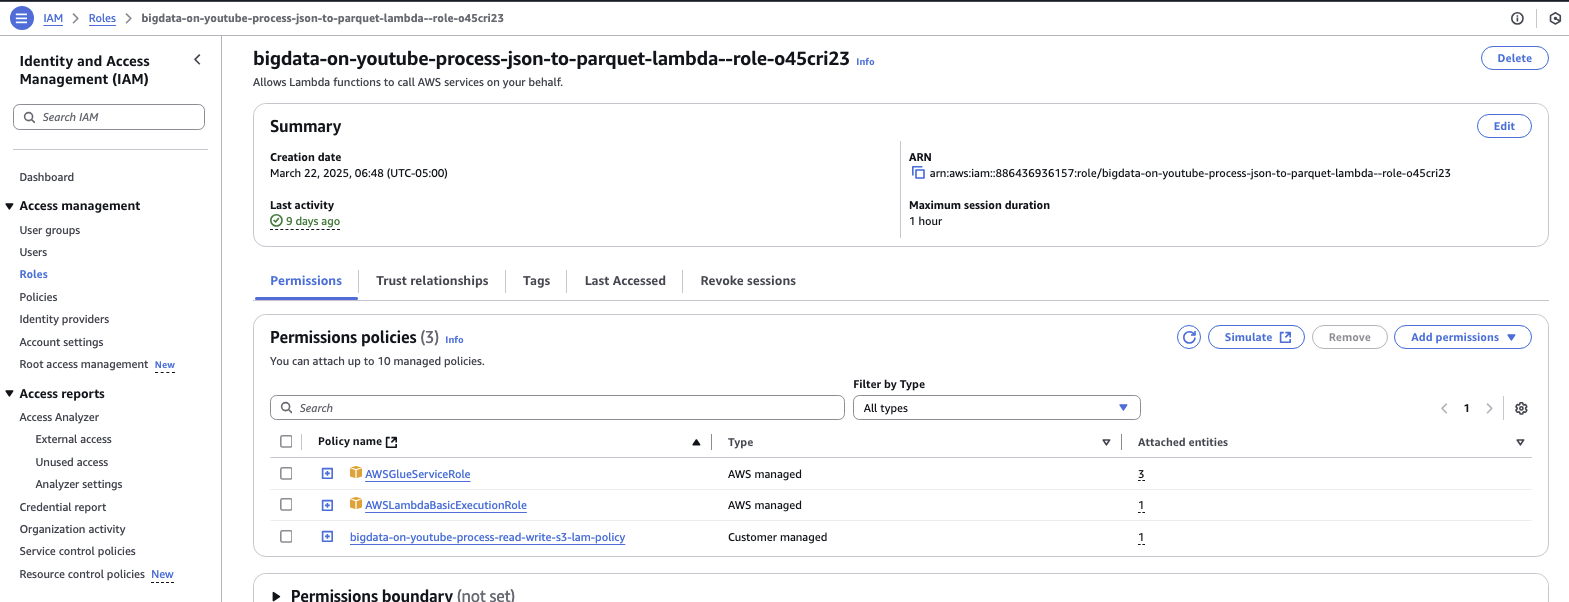 IAM > Roles > bigdata-on-youtube-process-json-to-parquet-lambda--role-o45cri23
Identity and Access Management (IAM)
Search IAM
Dashboard
Access management
User groups
Users
Roles
Policies
Identity providers
Account settings
Root access management New
Access reports
Access Analyzer
External access
Unused access
Analyzer settings
Credential report
Organization activity
Service control policies
Resource control policies New
bigdata-on-youtube-process-json-to-parquet-lambda--role-o45cri23 Info
Delete
Allows Lambda functions to call AWS services on your behalf.
Summary
Edit
Creation date
March 22, 2025, 06:48 (UTC-05:00)
Last activity
9 days ago
ARN
arn:aws:iam::886436936157:role/bigdata-on-youtube-process-json-to-parquet-lambda--role-o45cri23
Maximum session duration
1 hour
Permissions Trust relationships Tags Last Accessed Revoke sessions
Permissions policies (3) Info
Simulate Remove Add permissions
You can attach up to 10 managed policies.
Filter by Type
Search All types 1
Policy name Type Attached entities
AWSGlueServiceRole AWS managed 3
AWSLambdaBasicExecutionRole AWS managed 1
bigdata-on-youtube-process-read-write-s3-lam-policy Customer managed 1
Permissions boundary (not set)